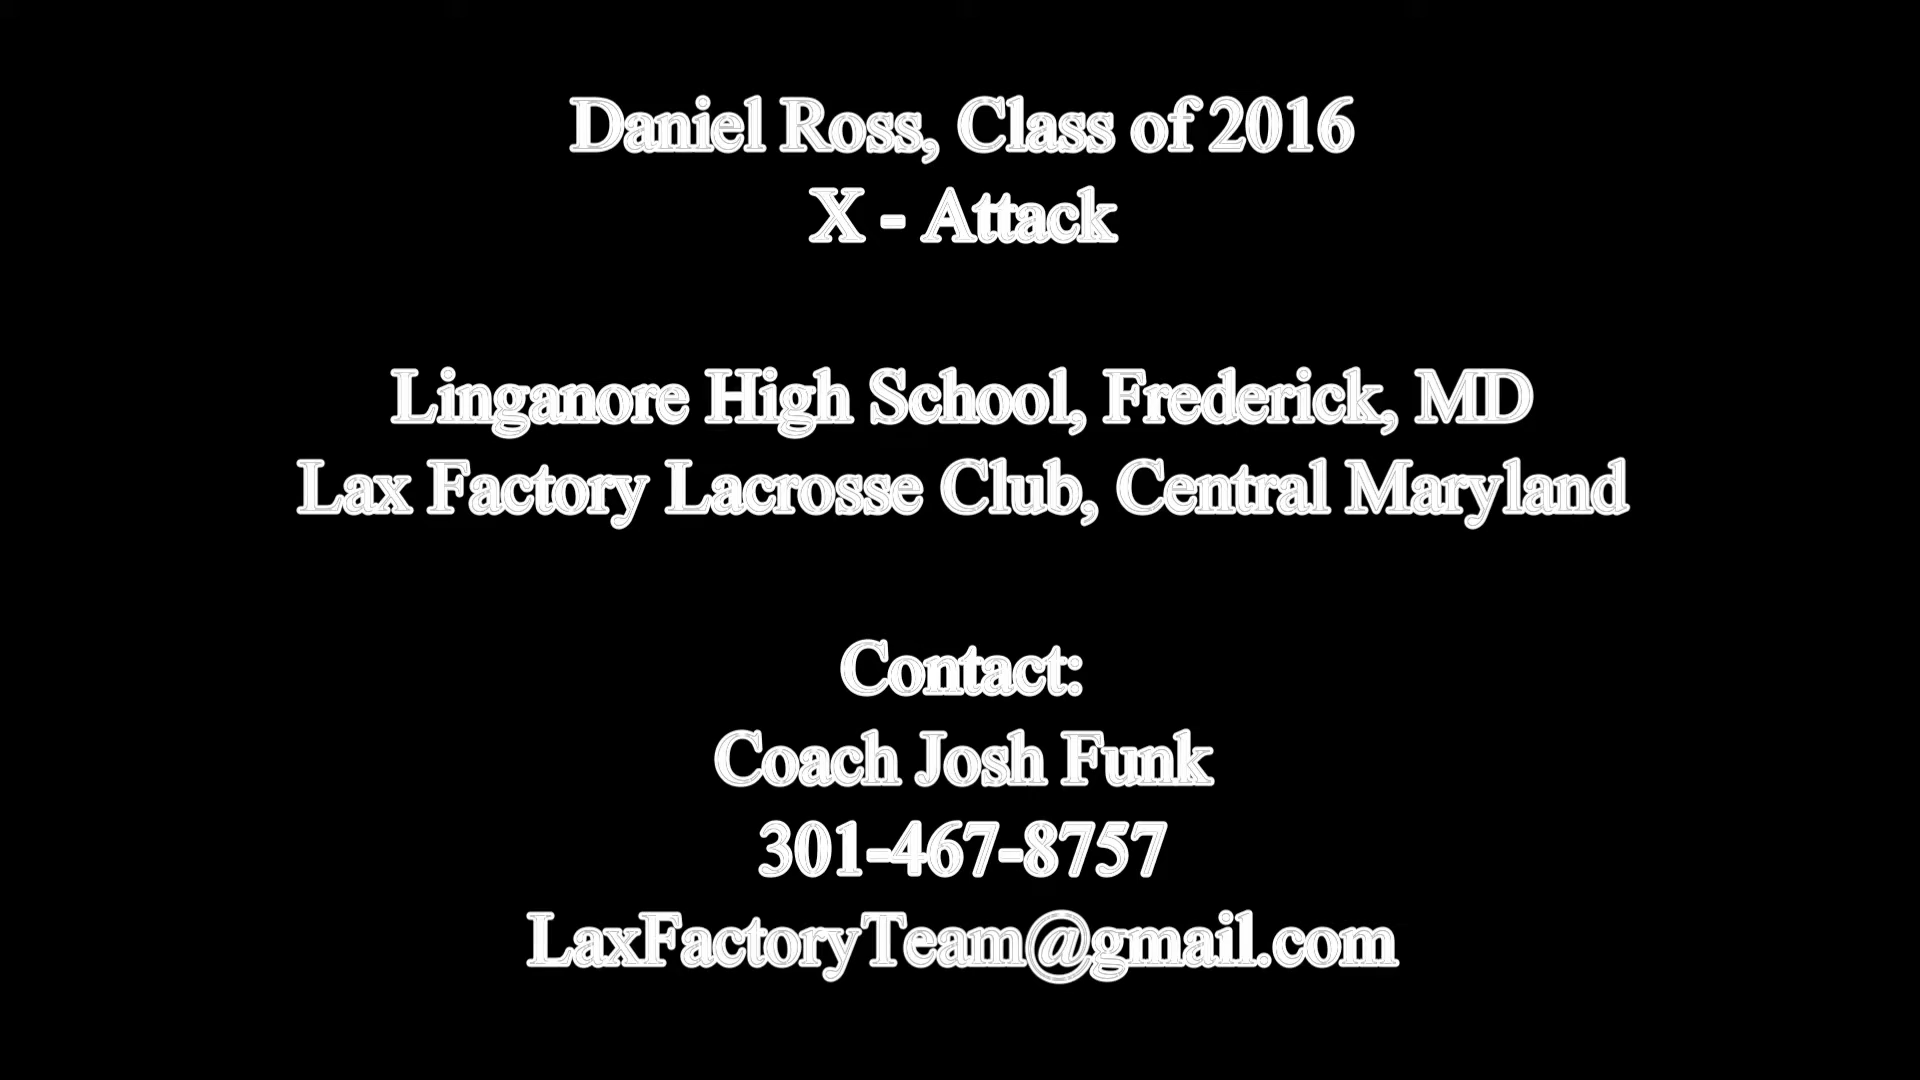 Daniel Ross, Class of 2016
X - Attack
Linganore High School, Frederick, MD
Lax Factory Lacrosse Club, Central Maryland
Contact:
Coach Josh Funk
301-467-8757
LaxFactoryTeam@gmail.com